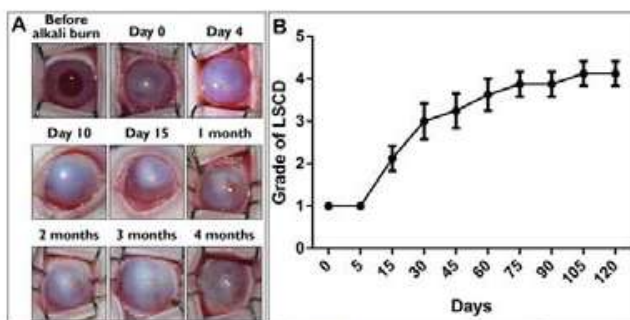 A
Before
alkali burn
Day 0
Day 4
Day 10
Day 15
1 month
2 months
3 months
4 months
B
Grade of LSCD
5
4
3
2
1
0
0
5
15
30
45
60
75
90
105
120
Days